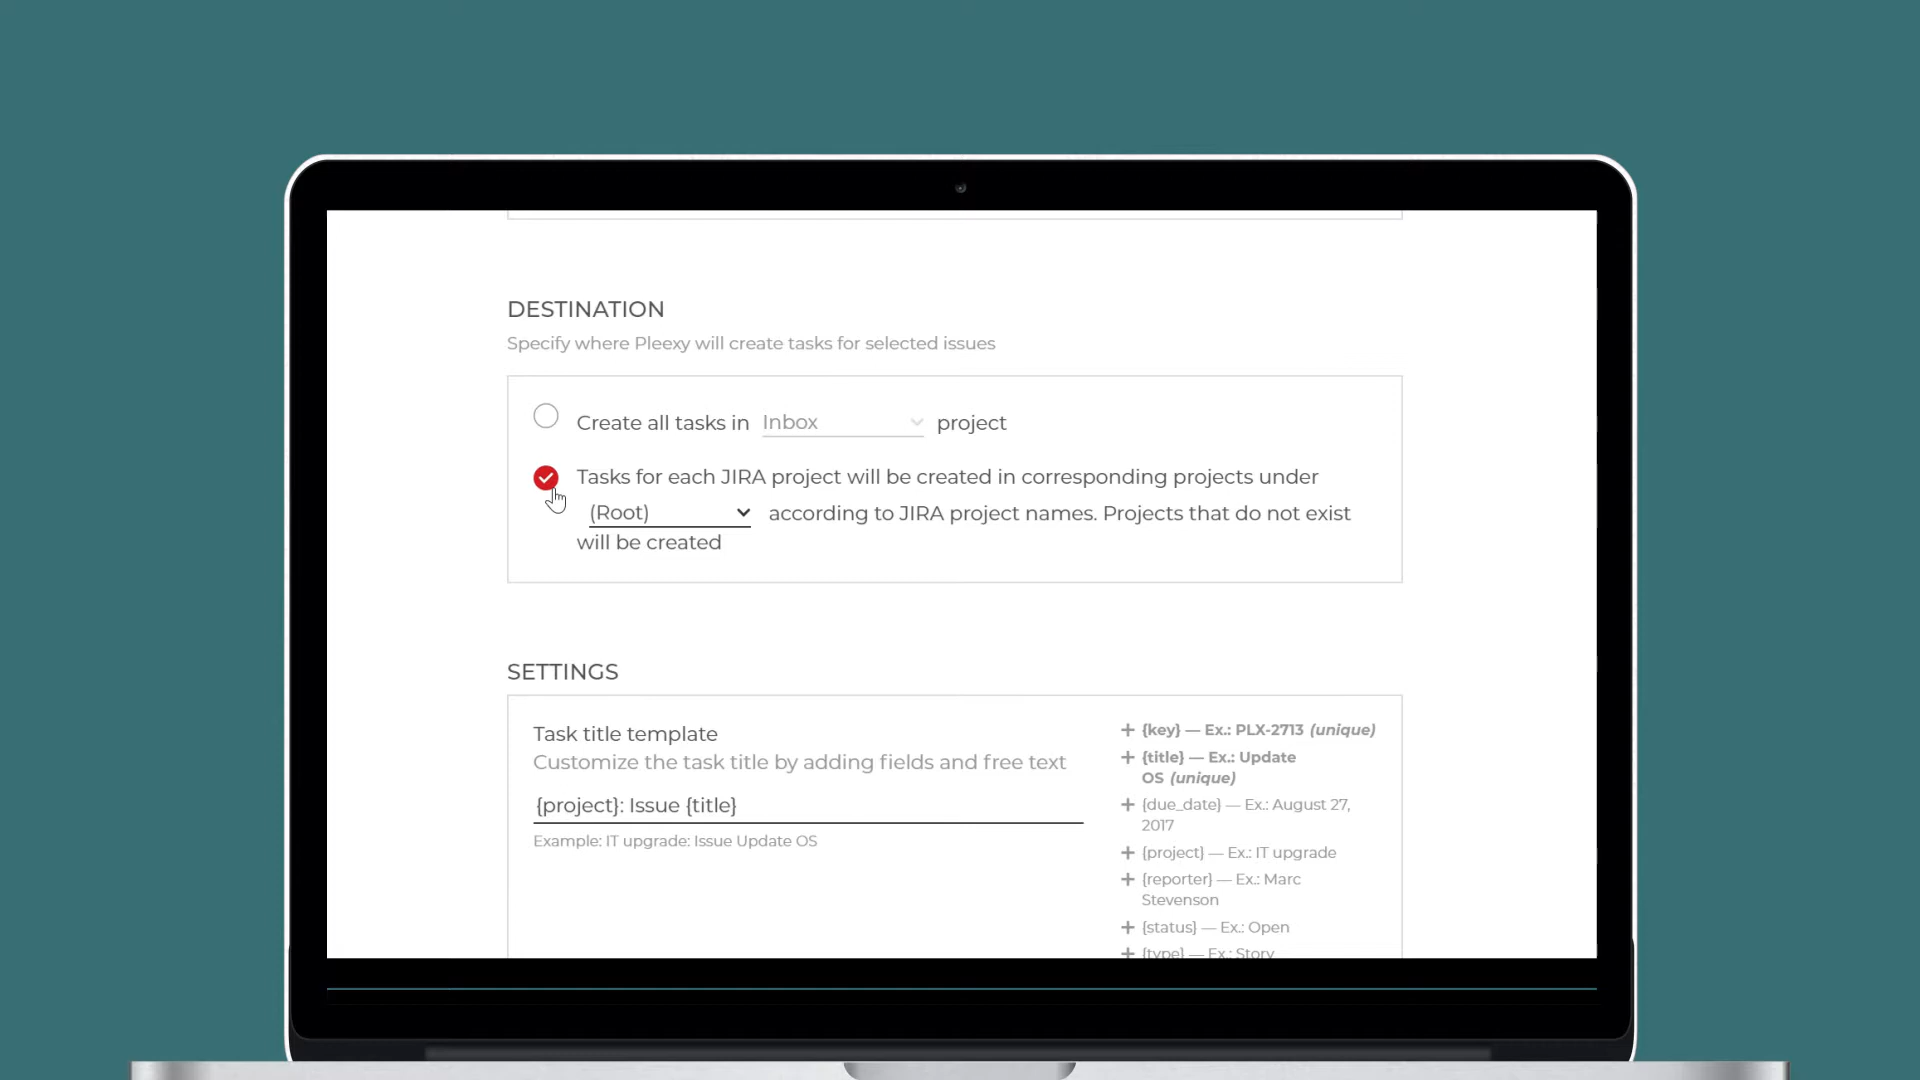 DESTINATION
Specify where Pleexy will create tasks for selected issues
Create all tasks in Inbox project
Tasks for each JIRA project will be created in corresponding projects under
(Root) according to JIRA project names. Projects that do not exist
will be created
SETTINGS
Task title template
Customize the task title by adding fields and free text
{project}: Issue {title}
Example: IT upgrade: Issue Update OS
+ {key} — Ex.: PLX-2713 (unique)
+ {title} — Ex.: Update
OS (unique)
+ {due_date} — Ex.: August 27,
2017
+ {project} — Ex.: IT upgrade
+ {reporter} — Ex.: Marc
Stevenson
+ {status} — Ex.: Open
+ {type} — Ex.: Story